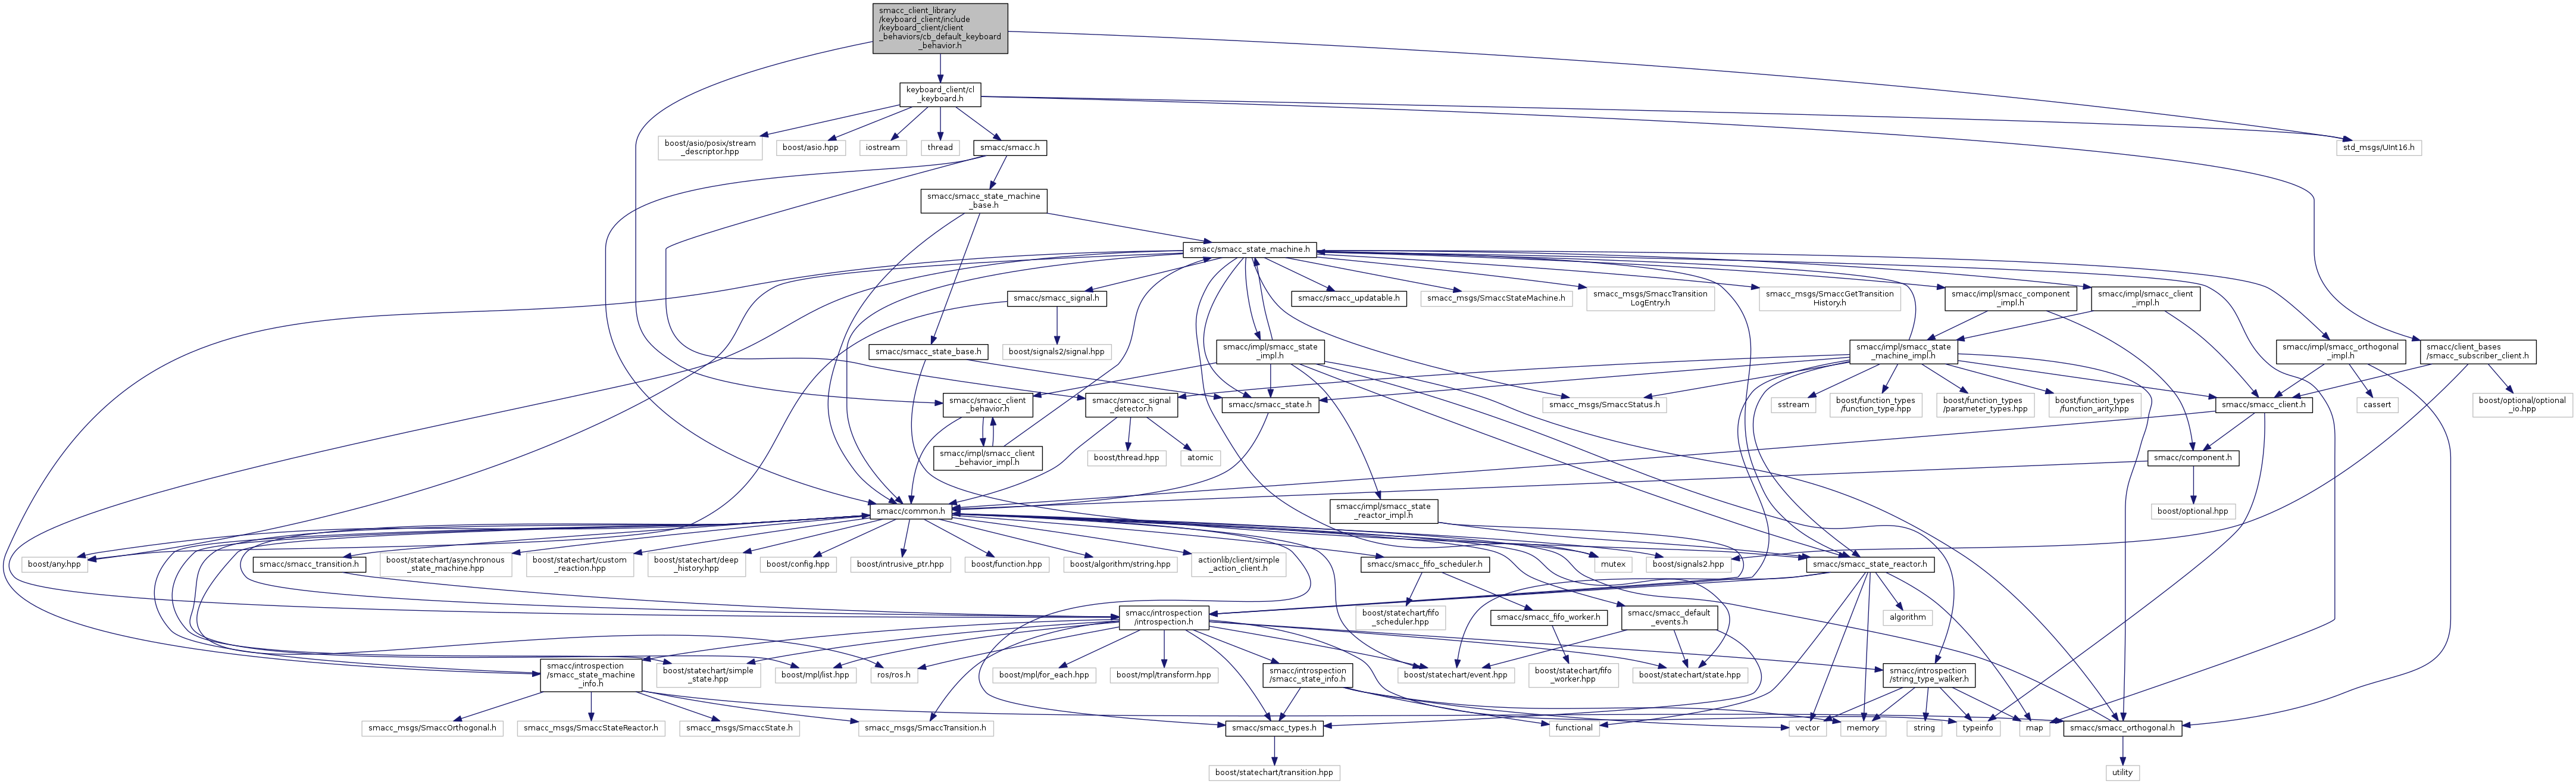 smacc_client_library
/keyboard_client/include
/keyboard_client/client
_behaviors/cb_default_keyboard
_behavior.h
keyboard_client/cl
_keyboard.h
boost/asio/posix/stream
_descriptor.hpp
boost/asio.hpp
iostream
thread
smacc/smacc.h
std_msgs/UInt16.h
smacc/smacc_state_machine
_base.h
smacc/smacc_state_machine.h
smacc/smacc_signal.h
smacc/smacc_updatable.h
smacc_msgs/SmaccStateMachine.h
smacc_msgs/SmaccTransition
LogEntry.h
smacc_msgs/SmaccGetTransition
History.h
smacc/impl/smacc_component
_impl.h
smacc/impl/smacc_client
_impl.h
smacc/smacc_state_base.h
boost/signals2/signal.hpp
smacc/impl/smacc_state
_impl.h
smacc/impl/smacc_state
_machine_impl.h
smacc/impl/smacc_orthogonal
_impl.h
smacc/client_bases
/smacc_subscriber_client.h
smacc/smacc_client
_behavior.h
smacc/smacc_signal
_detector.h
smacc/smacc_state.h
smacc_msgs/SmaccStatus.h
sstream
boost/function_types
/function_type.hpp
boost/function_types
/parameter_types.hpp
boost/function_types
/function_arity.hpp
smacc/smacc_client.h
cassert
boost/optional/optional
_io.hpp
smacc/impl/smacc_client
_behavior_impl.h
boost/thread.hpp
atomic
smacc/component.h
smacc/common.h
smacc/impl/smacc_state
_reactor_impl.h
boost/optional.hpp
boost/any.hpp
smacc/smacc_transition.h
boost/statechart/asynchronous
_state_machine.hpp
boost/statechart/custom
_reaction.hpp
boost/statechart/deep
_history.hpp
boost/config.hpp
boost/intrusive_ptr.hpp
boost/function.hpp
boost/algorithm/string.hpp
actionlib/client/simple
_action_client.h
smacc/smacc_fifo_scheduler.h
mutex
boost/signals2.hpp
smacc/smacc_state_reactor.h
smacc/introspection
/introspection.h
boost/statechart/fifo
_scheduler.hpp
smacc/smacc_fifo_worker.h
smacc/smacc_default
_events.h
algorithm
smacc/introspection
/smacc_state_machine
_info.h
boost/statechart/simple
_state.hpp
boost/mpl/list.hpp
ros/ros.h
boost/mpl/for_each.hpp
boost/mpl/transform.hpp
smacc/introspection
/smacc_state_info.h
boost/statechart/event.hpp
boost/statechart/fifo
_worker.hpp
boost/statechart/state.hpp
smacc/introspection
/string_type_walker.h
smacc_msgs/SmaccOrthogonal.h
smacc_msgs/SmaccStateReactor.h
smacc_msgs/SmaccState.h
smacc_msgs/SmaccTransition.h
smacc/smacc_types.h
functional
vector
memory
string
typeinfo
map
smacc/smacc_orthogonal.h
boost/statechart/transition.hpp
utility